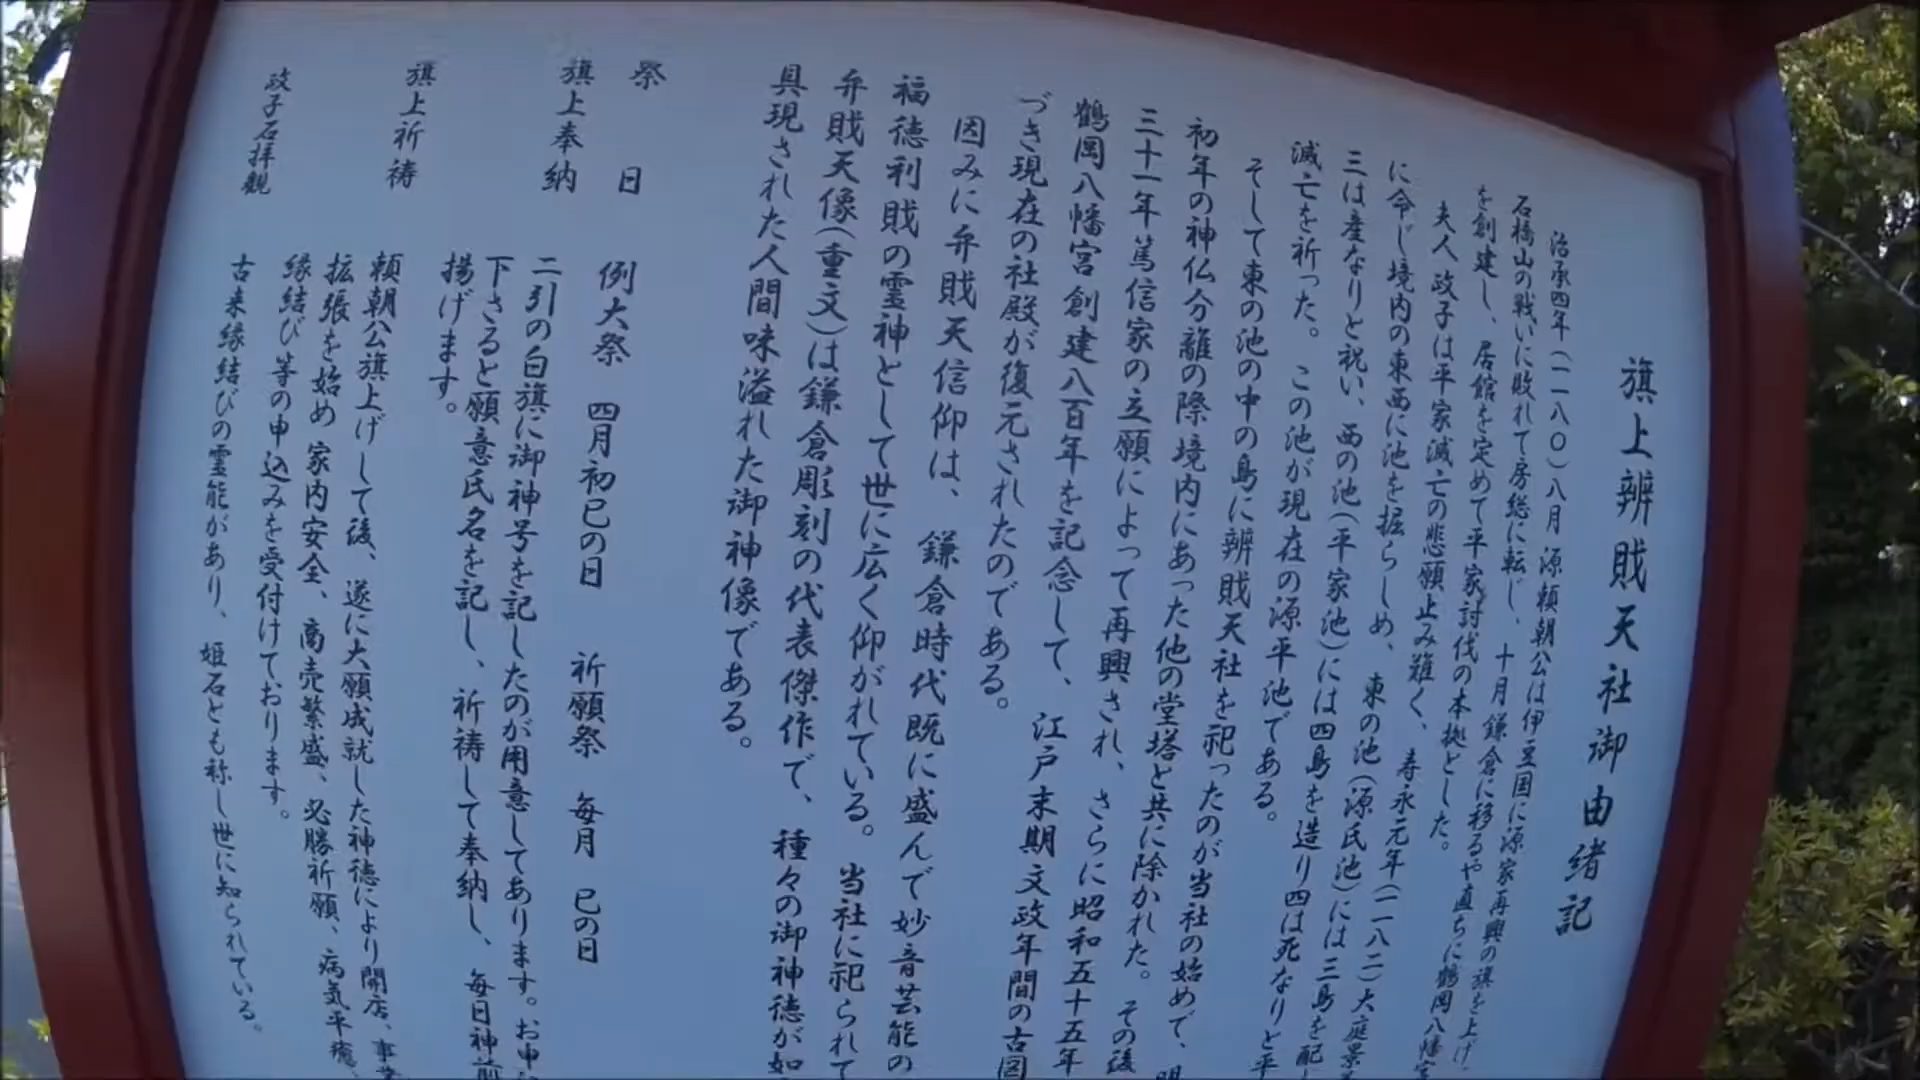 旗上辨財天社御由緒記
治承四年(一一八〇)八月 源頼朝公は伊豆国に源家再興の旗を上げ
石橋山の戦いに敗れて房総に転じ、十月鎌倉に移るや直ちに鶴岡八幡宮
を創建し、居館を定めて平家討伐の本拠とした。
夫人政子は平家滅亡の悲願止み難く、寿永元年(一一八二)大庭景
に令じ境内の東西に池を掘らしめ、東の池(源氏池)には三島を配し
三は産なりと祝い、西の池(平家池)には四島を造り四は死なりと平
滅亡を祈った。この池が現在の源平池である。
そして東の池の中の島に辨財天社を祀ったのが当社の始めで、明
初年の神仏分離の際境内にあった他の堂塔と共に除かれた。その後
三十一年篤信家の立願によって再興され、さらに昭和五十五年
鶴岡八幡宮創建八百年を記念して、江戸末期文政年間の古図
づき現在の社殿が復元されたのである。
因みに弁財天信仰は、鎌倉時代既に盛んで妙音芸能の
福徳利財の霊神として世に広く仰がれている。当社に祀られて
弁財天像(重文)は鎌倉彫刻の代表傑作で、種々の御神徳が如
具現された人間味溢れた御神像である。
祭日 例大祭 四月初巳の日 祈願祭 毎月 巳の日
旗上奉納 二引の白旗に御神号を記したのが用意してあります。お申
下さると願意氏名を記し、祈祷して奉納し、毎日神前
揚げます。
旗上祈祷 頼朝公旗上げして後、遂に大願成就した神徳により開店、事業
拡張を始め 家内安全、商売繁盛、必勝祈願、病気平癒、
縁結び等の申込みを受付けております。
政子石拝観 古来縁結びの霊能があり、姫石とも称し世に知られている。